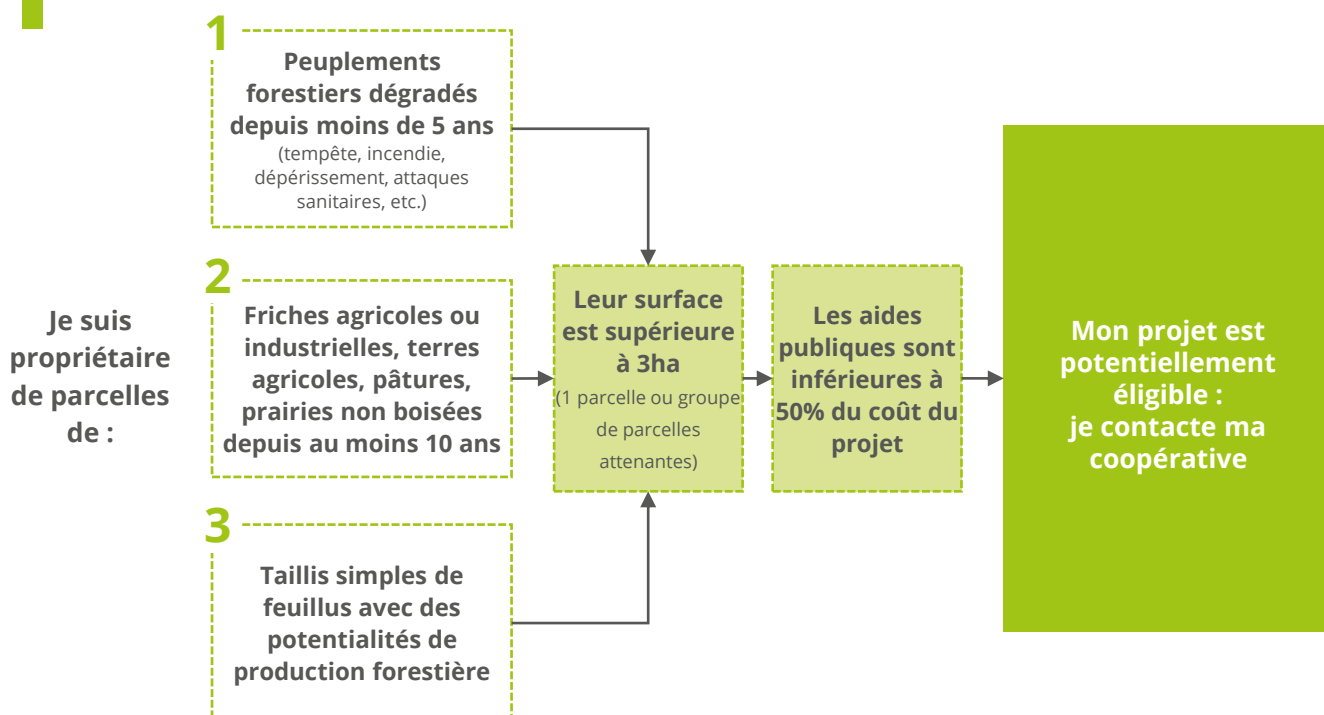 Je suis
propriétaire
de parcelles
de :
1
Peuplements
forestiers dégradés
depuis moins de 5 ans
(tempête, incendie,
dépérissement, attaques
sanitaires, etc.)
2
Friches agricoles ou
industrielles, terres
agricoles, pâtures,
prairies non boisées
depuis au moins 10 ans
3
Taillis simples de
feuillus avec des
potentialités de
production forestière
Leur surface
est supérieure
à 3ha
(1 parcelle ou groupe
de parcelles
attenantes)
Les aides
publiques sont
inférieures à
50% du coût du
projet
Mon projet est
potentiellement
éligible :
je contacte ma
coopérative